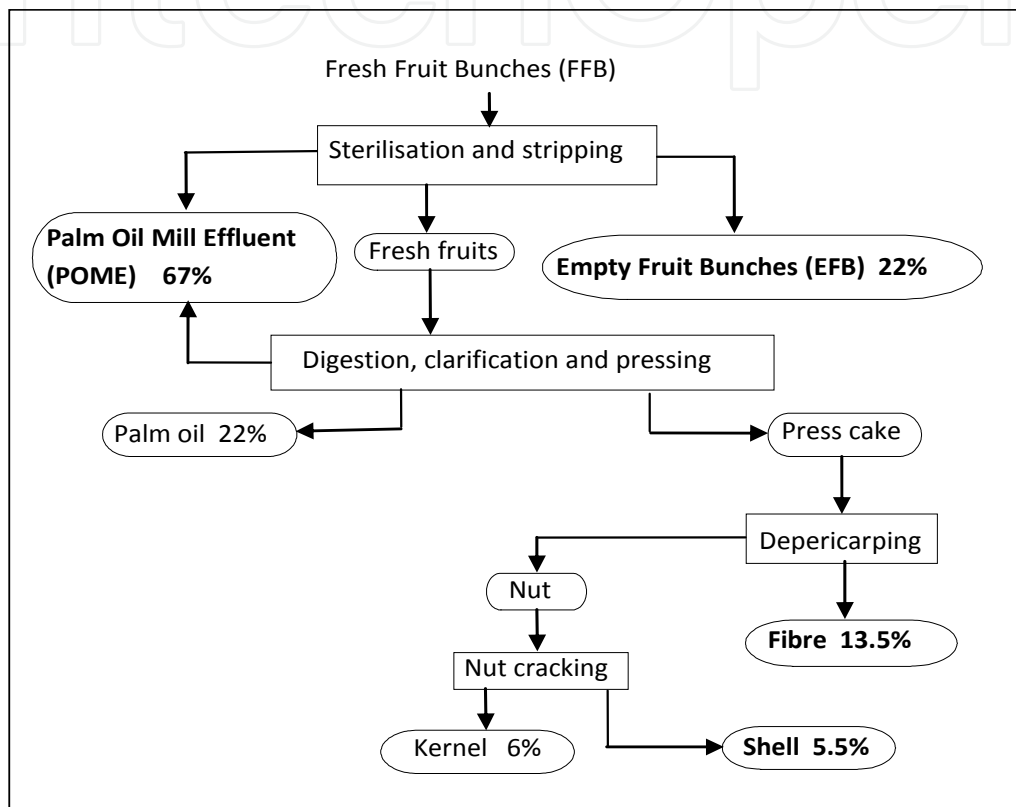 Fresh Fruit Bunches (FFB)
Sterilisation and stripping
Palm Oil Mill Effluent
(POME) 67%
Fresh fruits
Empty Fruit Bunches (EFB) 22%
Digestion, clarification and pressing
Palm oil 22%
Press cake
Depericarping
Nut
Fibre 13.5%
Nut cracking
Kernel 6%
Shell 5.5%